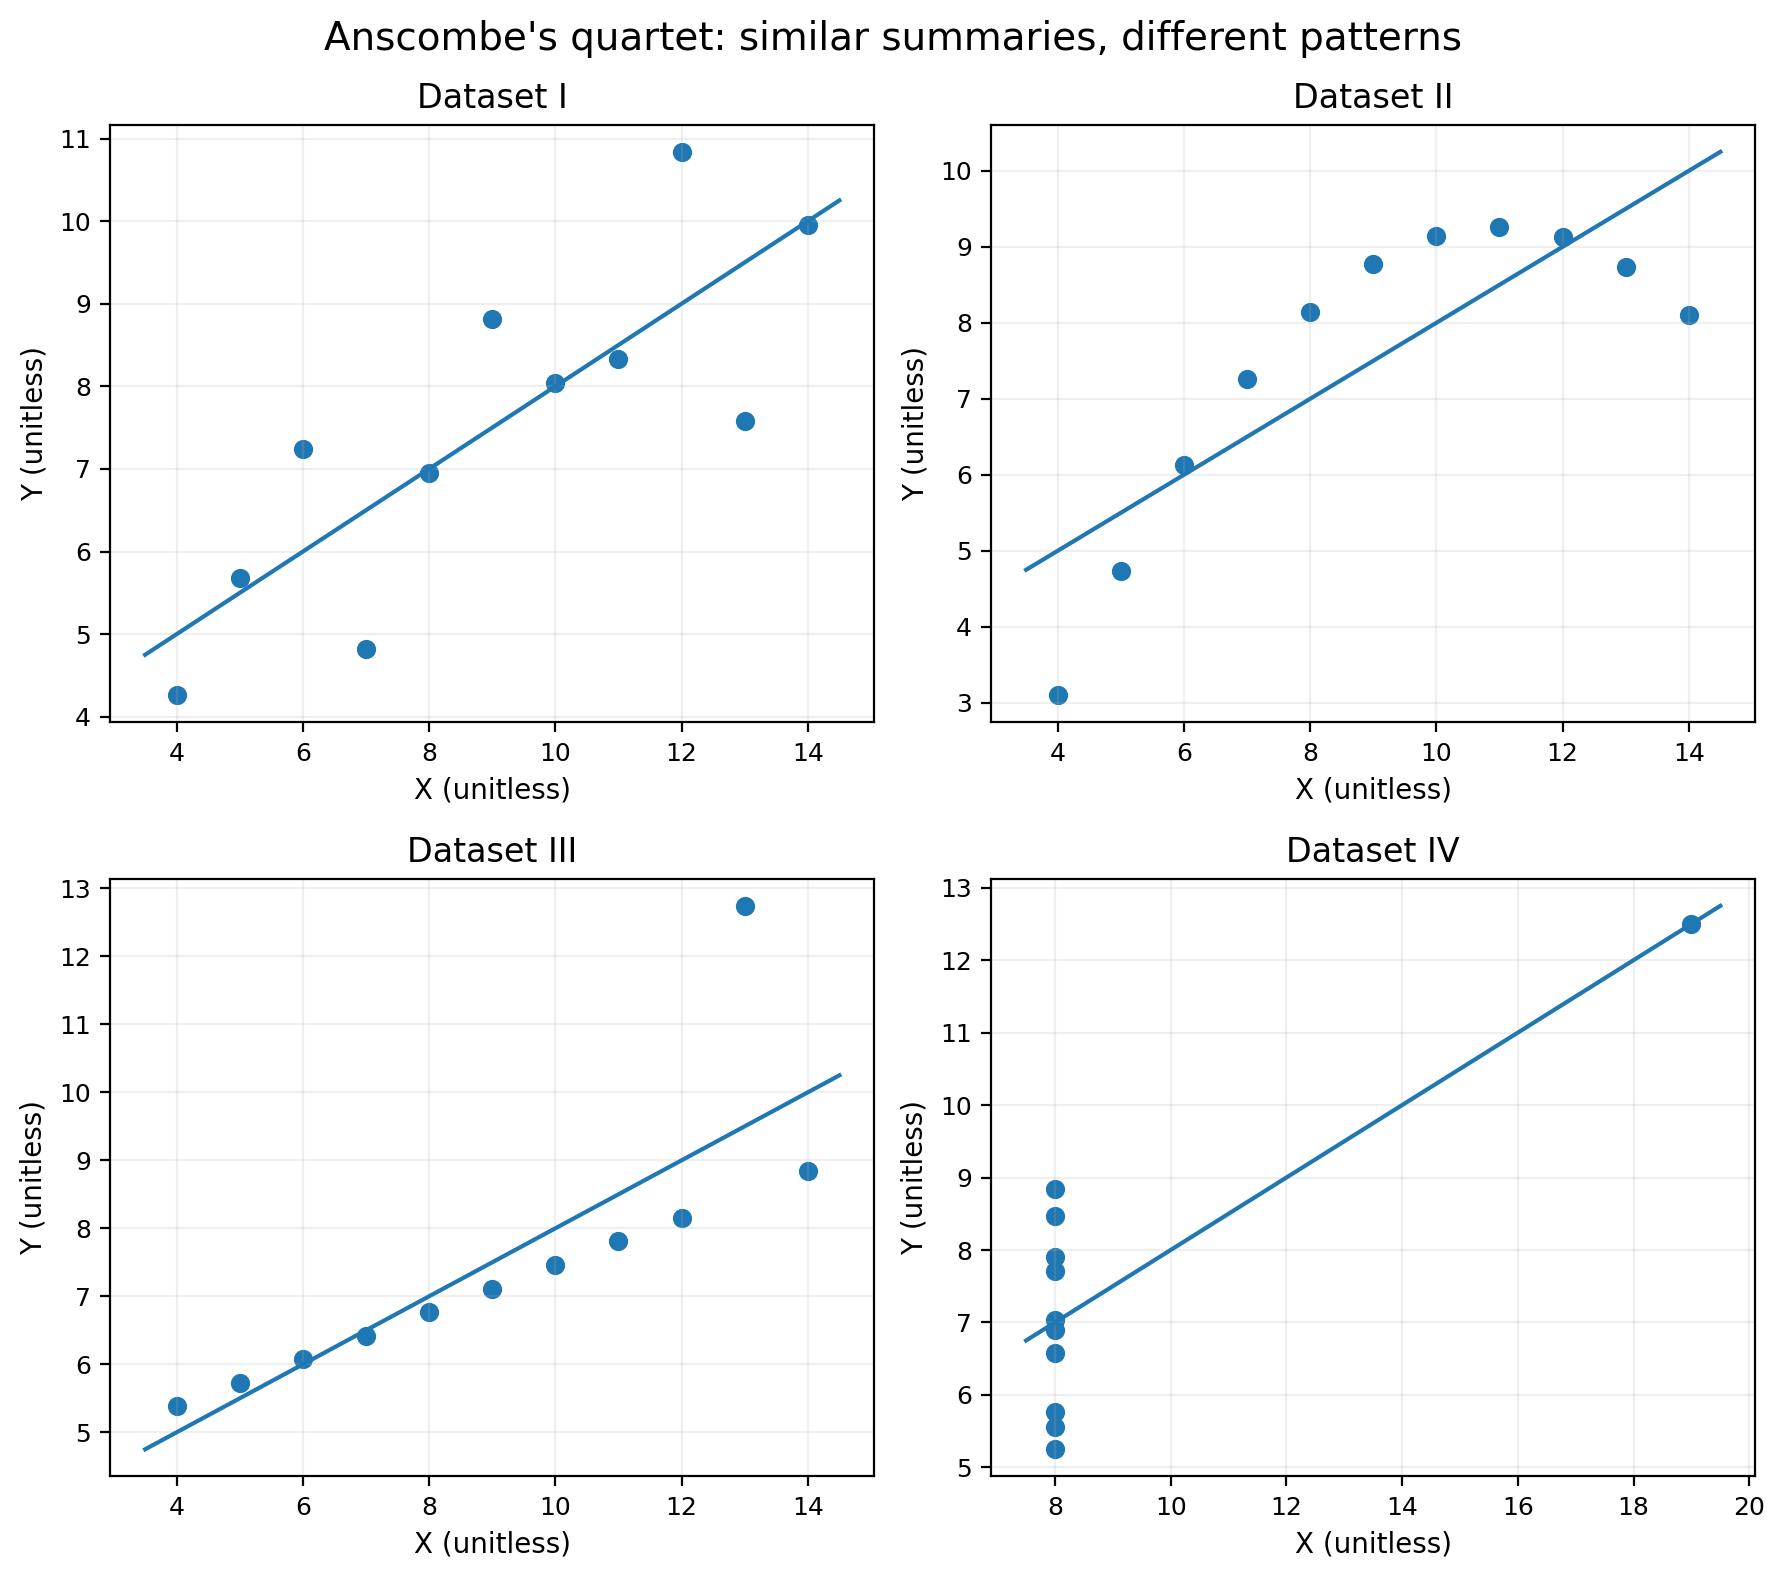 Anscombe's quartet: similar summaries, different patterns
Dataset I
11
10
9
8
7
6
5
4
Y (unitless)
4 6 8 10 12 14
X (unitless)
Dataset II
10
9
8
7
6
5
4
3
Y (unitless)
4 6 8 10 12 14
X (unitless)
Dataset III
13
12
11
10
9
8
7
6
5
Y (unitless)
4 6 8 10 12 14
X (unitless)
Dataset IV
13
12
11
10
9
8
7
6
5
Y (unitless)
8 10 12 14 16 18 20
X (unitless)